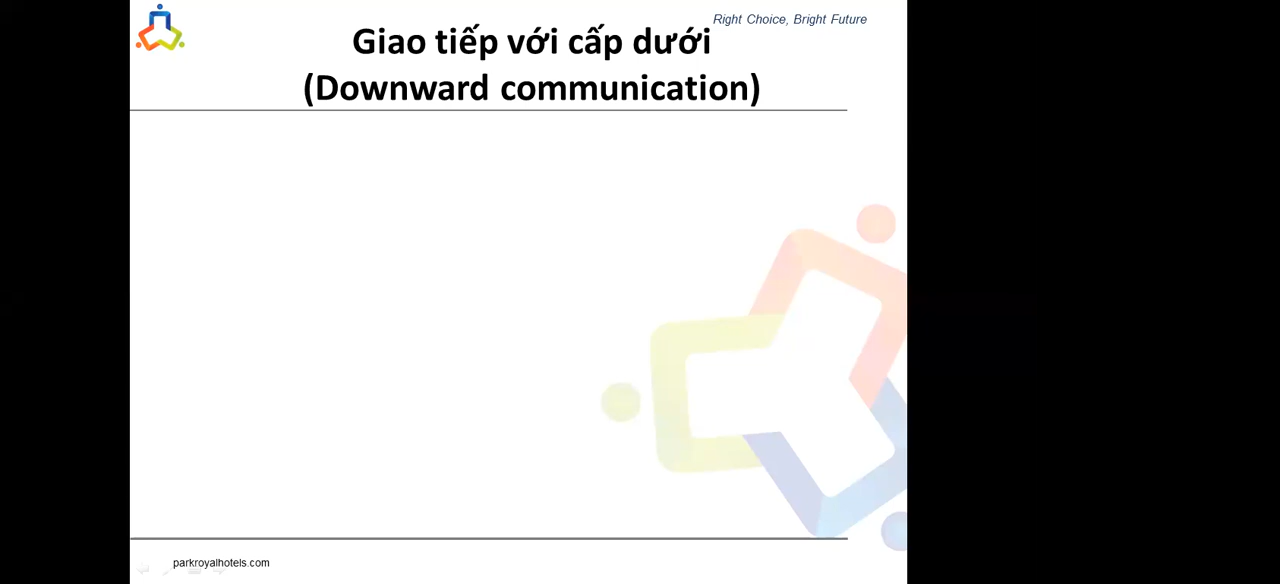 Right Choice, Bright Future
Giao tiếp với cấp dưới
(Downward communication)
parkroyalhotels.com